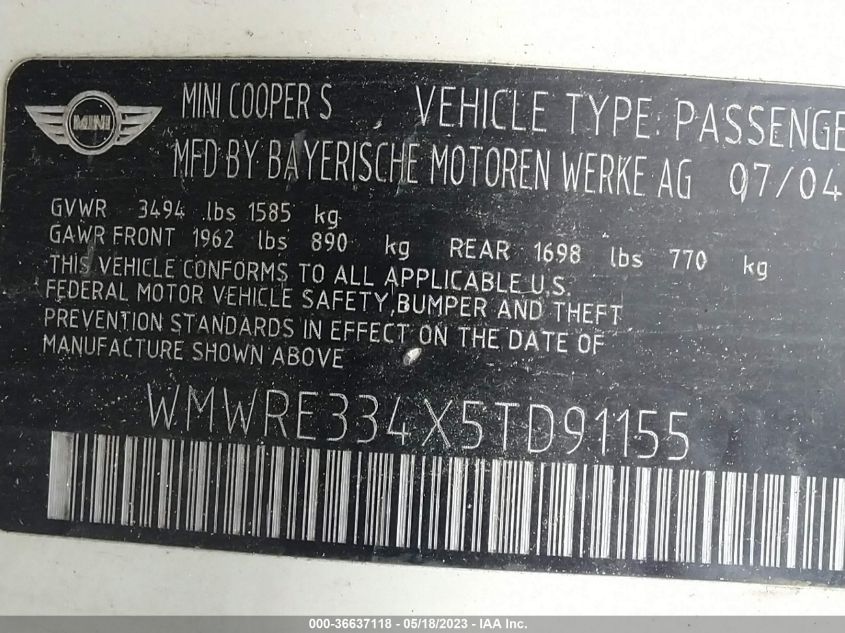 MINI
MINI COOPER S VEHICLE TYPE: PASSENGE
MFD BY BAYERISCHE MOTOREN WERKE AG 07/04
GVWR 3494 lbs 1585 kg
GAWR FRONT 1962 lbs 890 kg REAR 1698 lbs 770 kg
THIS VEHICLE CONFORMS TO ALL APPLICABLE U.S.
FEDERAL MOTOR VEHICLE SAFETY, BUMPER AND THEFT
PREVENTION STANDARDS IN EFFECT ON THE DATE OF
MANUFACTURE SHOWN ABOVE
WMWRE334X5TD91155
000-36637118 - 05/18/2023 - IAA Inc.